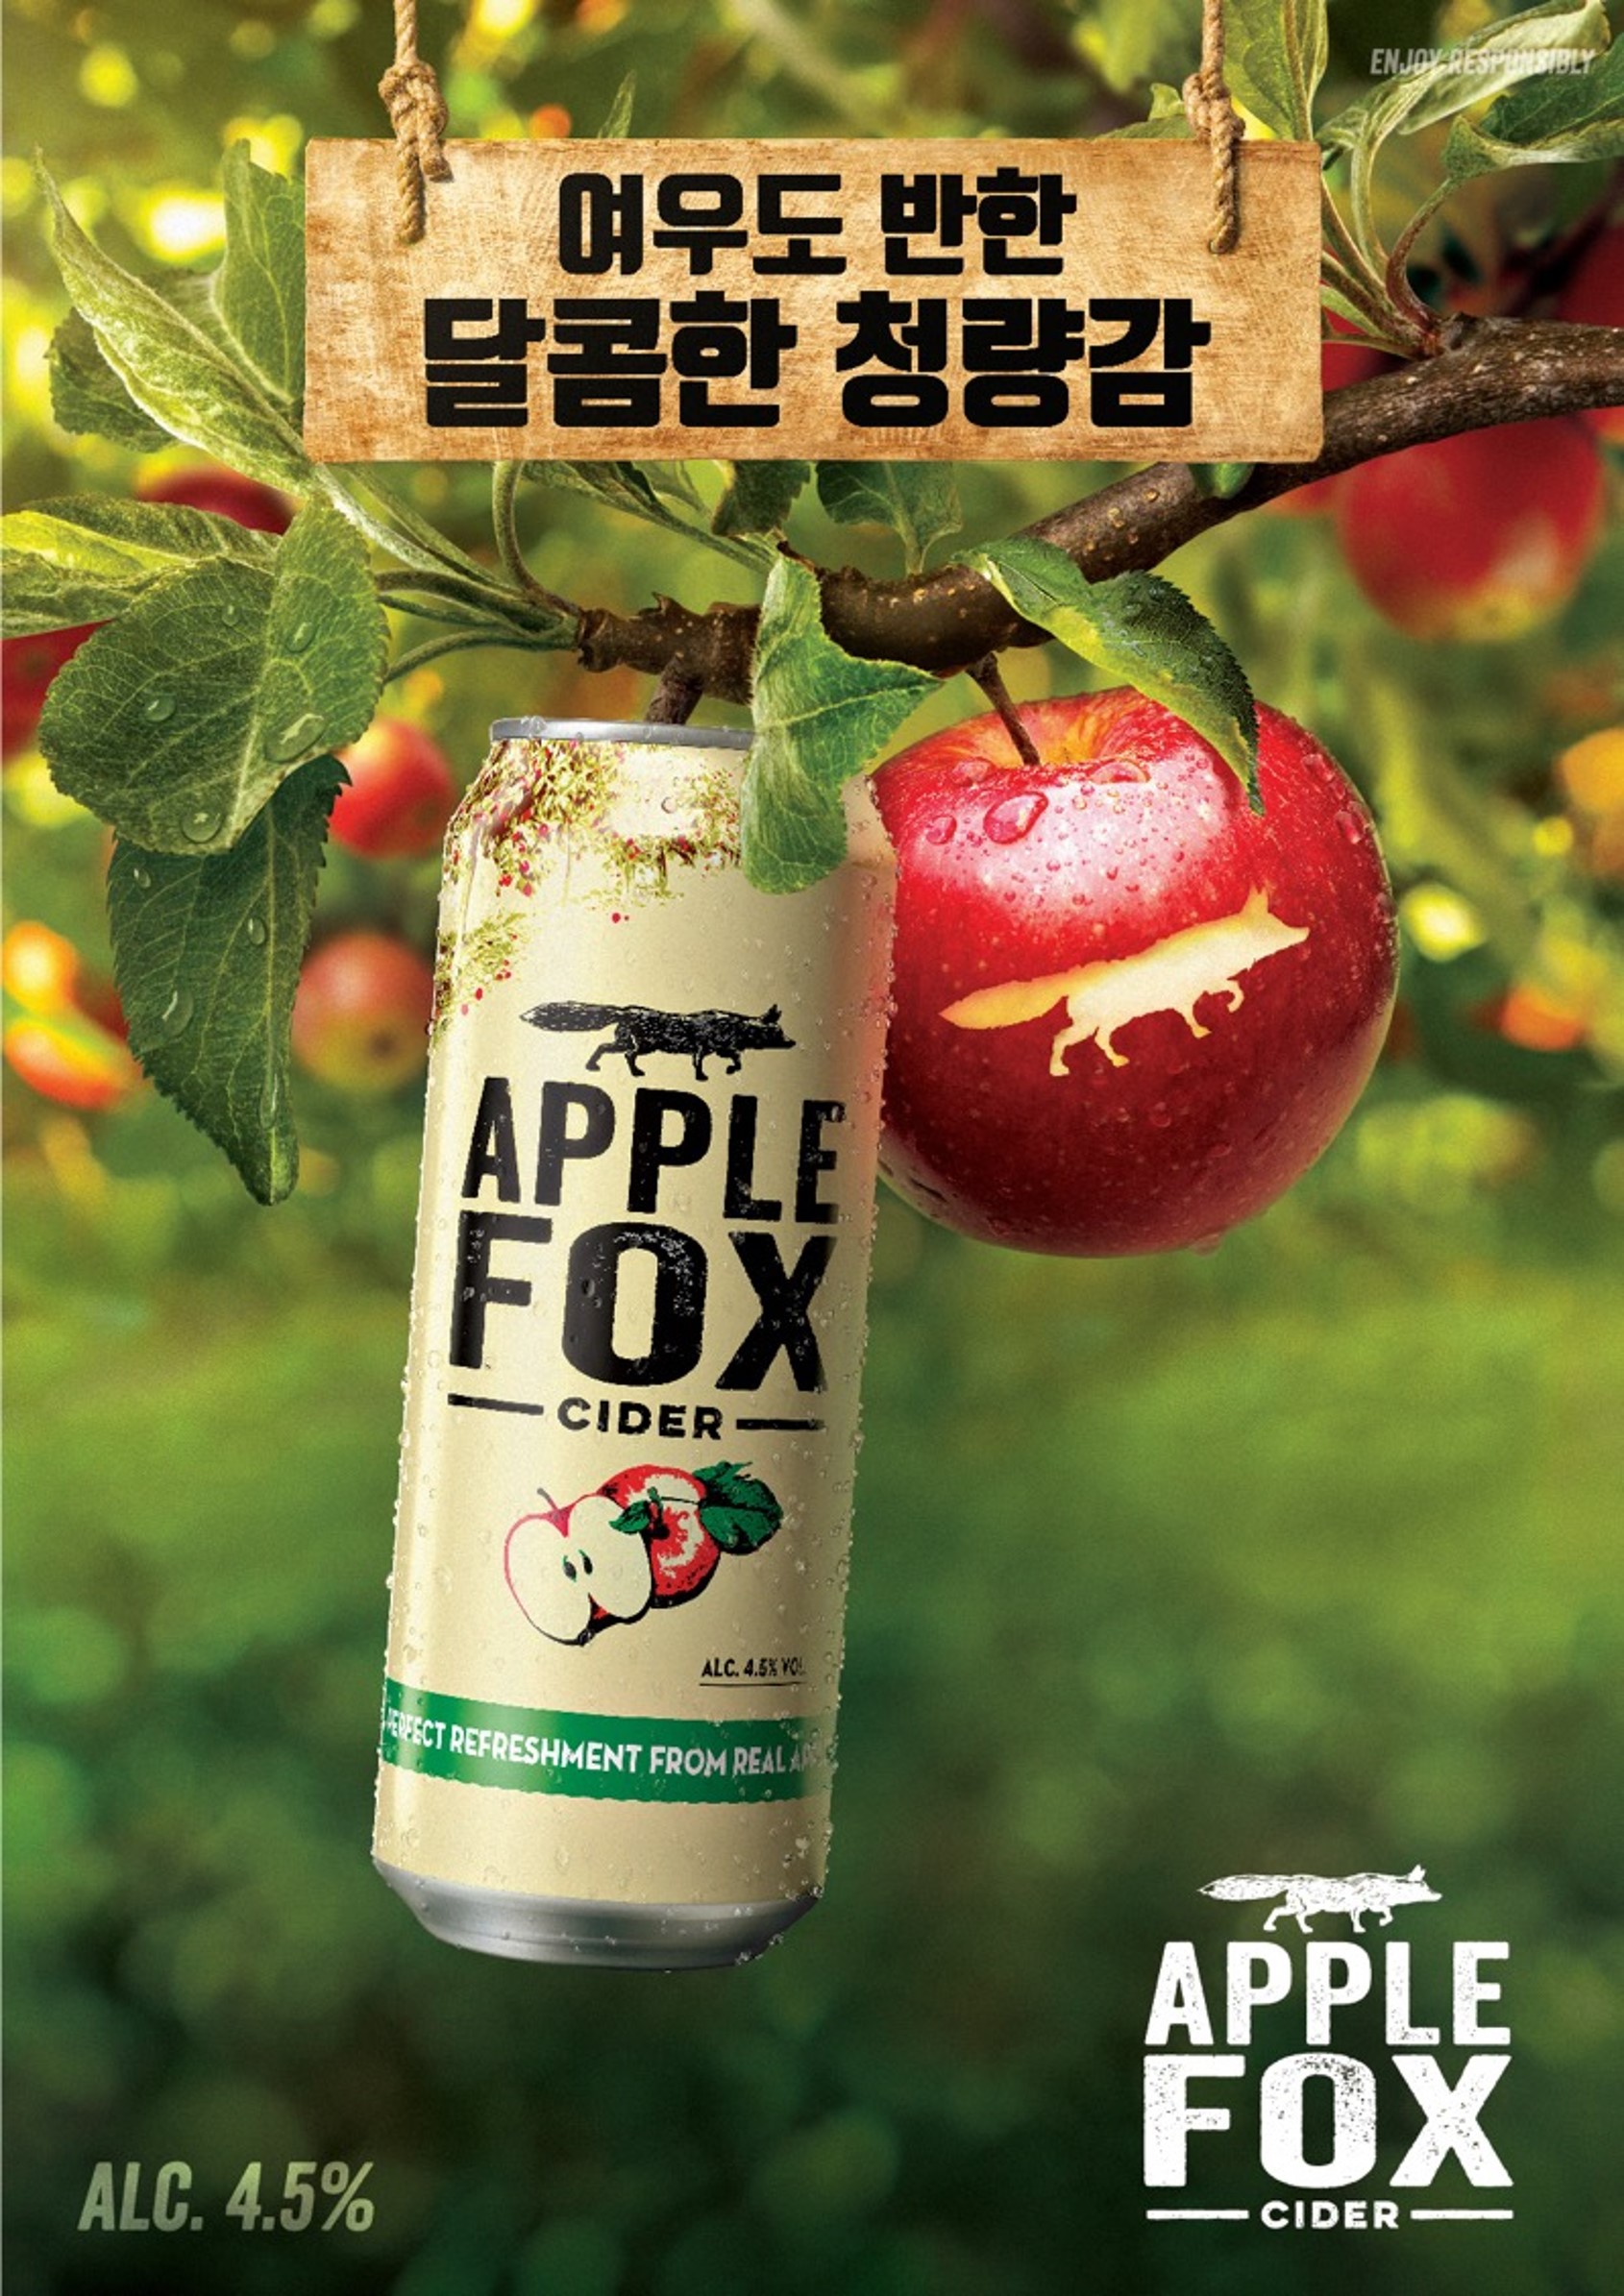 ENJOY RESPONSIBLY
여우도 반한
달콤한 청량감
APPLE
FOX
CIDER
ALC. 4.5% VOL.
PERFECT REFRESHMENT FROM REAL
APPLE
FOX
CIDER
ALC. 4.5%